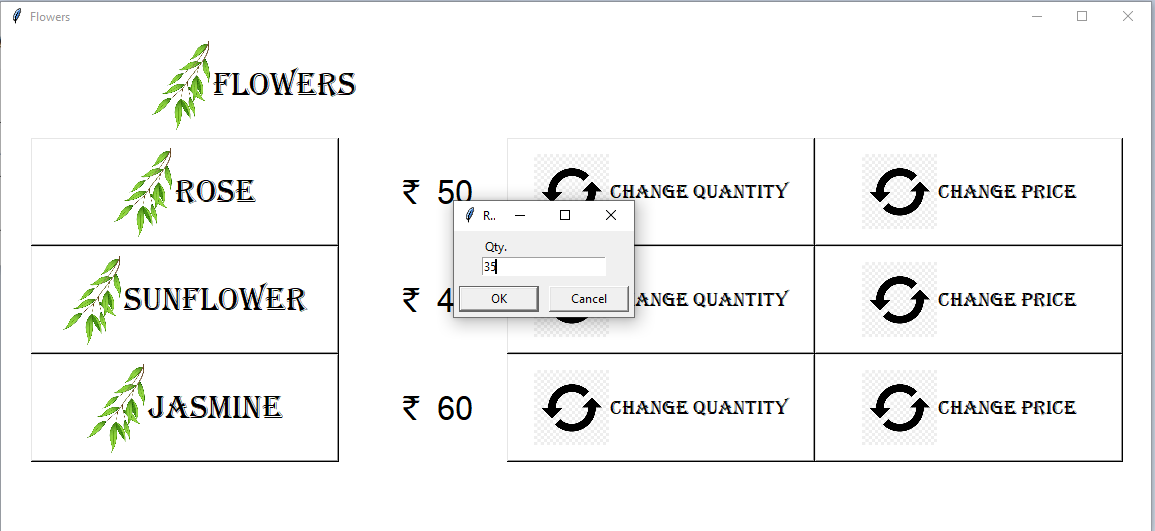 Flowers
FLOWERS
ROSE
₹ 50
CHANGE QUANTITY
CHANGE PRICE
R..
Qty.
35
OK
Cancel
SUNFLOWER
₹ 4
CHANGE QUANTITY
CHANGE PRICE
JASMINE
₹ 60
CHANGE QUANTITY
CHANGE PRICE